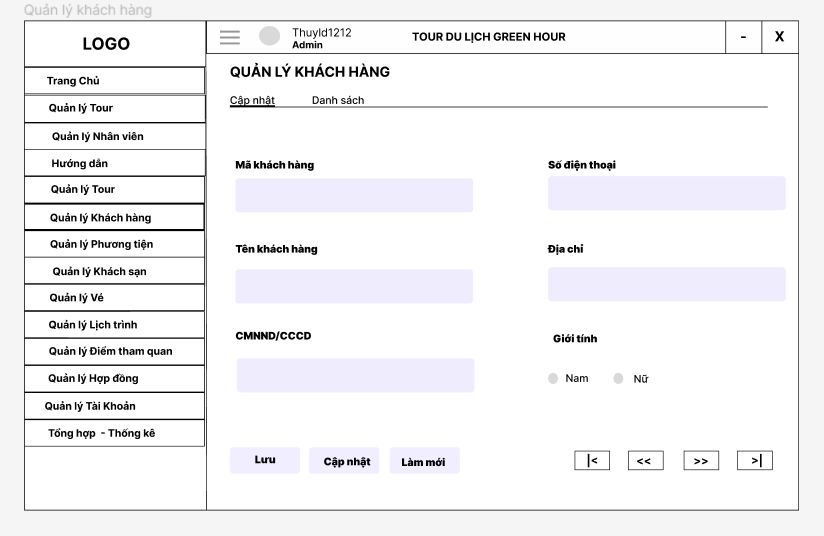 Quản lý khách hàng
LOGO
Thuyld1212
Admin
TOUR DU LỊCH GREEN HOUR
-
X
Trang Chủ
Quản lý Tour
Quản lý Nhân viên
Hướng dẫn
Quản lý Tour
Quản lý Khách hàng
Quản lý Phương tiện
Quản lý Khách sạn
Quản lý Vé
Quản lý Lịch trình
Quản lý Điểm tham quan
Quản lý Hợp đồng
Quản lý Tài Khoản
Tổng hợp - Thống kê
QUẢN LÝ KHÁCH HÀNG
Cập nhật Danh sách
Mã khách hàng
Số điện thoại
Tên khách hàng
Địa chỉ
CMNND/CCCD
Giới tính
Nam Nữ
Lưu Cập nhật Làm mới
|< << >> >|